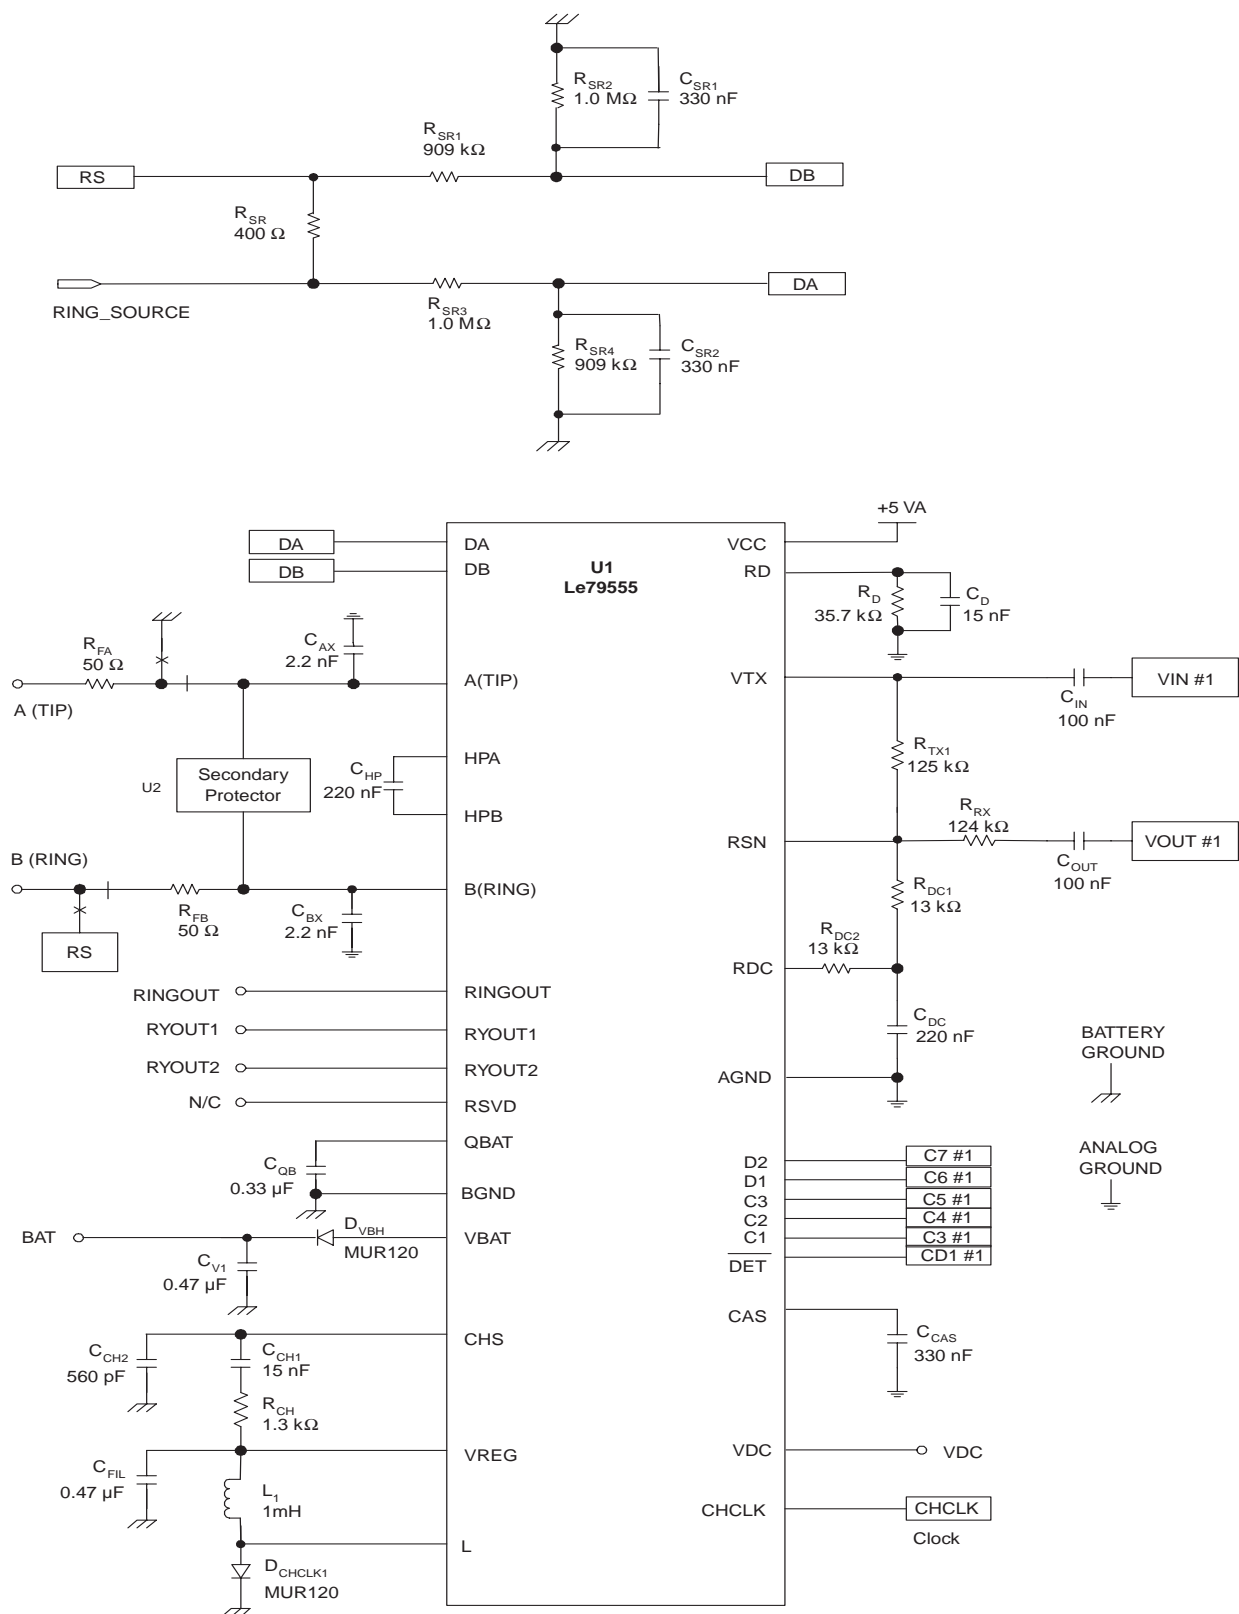 R_SR2
1.0 MΩ
C_SR1
330 nF
R_SR1
909 kΩ
RS
DB
R_SR
400 Ω
RING_SOURCE
R_SR3
1.0 MΩ
DA
R_SR4
909 kΩ
C_SR2
330 nF
+5 VA
DA
DA
VCC
DB
DB
U1
Le79555
RD
R_D
35.7 kΩ
C_D
15 nF
R_FA
50 Ω
C_AX
2.2 nF
A (TIP)
A(TIP)
VTX
C_IN
100 nF
VIN #1
U2
Secondary
Protector
C_HP
220 nF
HPA
HPB
R_TX1
125 kΩ
RSN
R_RX
124 kΩ
C_OUT
100 nF
VOUT #1
B (RING)
R_FB
50 Ω
C_BX
2.2 nF
B(RING)
RS
R_DC1
13 kΩ
R_DC2
13 kΩ
RDC
RINGOUT
RINGOUT
RYOUT1
RYOUT1
RYOUT2
RYOUT2
N/C
RSVD
C_DC
220 nF
AGND
BATTERY
GROUND
ANALOG
GROUND
C_QB
0.33 µF
QBAT
BGND
BAT
D_VBH
MUR120
VBAT
C_V1
0.47 µF
D2
C7 #1
D1
C6 #1
C3
C5 #1
C2
C4 #1
C1
C3 #1
DET
CD1 #1
CAS
C_CAS
330 nF
CHS
C_CH2
560 pF
C_CH1
15 nF
R_CH
1.3 kΩ
VREG
C_FIL
0.47 µF
L_1
1mH
L
D_CHCLK1
MUR120
VDC
VDC
CHCLK
CHCLK
Clock